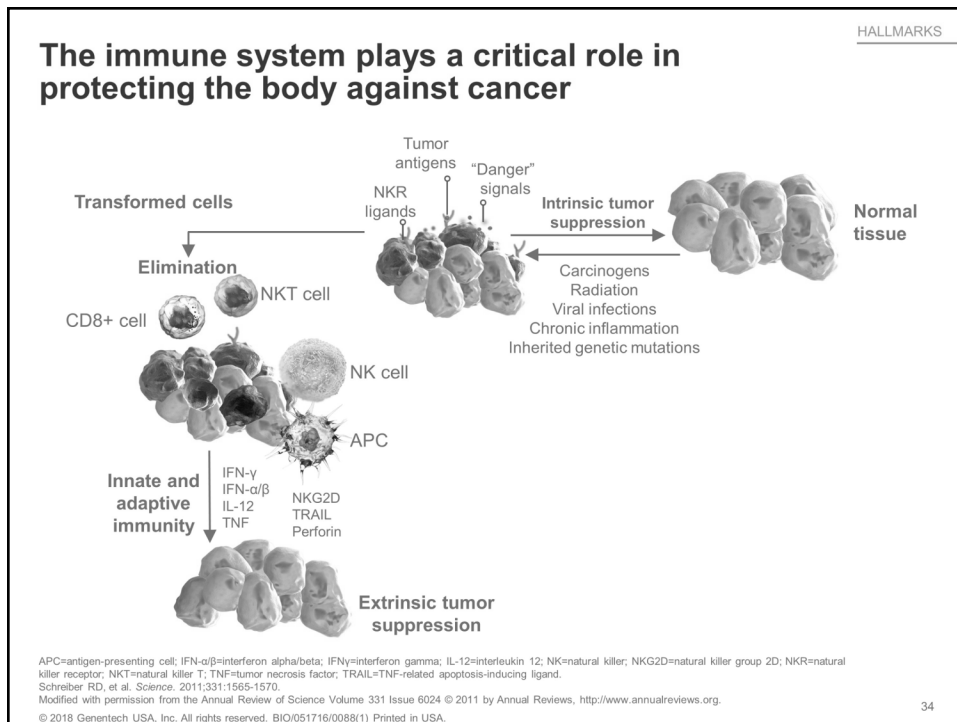 HALLMARKS
The immune system plays a critical role in
protecting the body against cancer
Tumor
antigens
"Danger"
signals
NKR
ligands
Transformed cells
Intrinsic tumor
suppression
Normal
tissue
Elimination
NKT cell
CD8+ cell
Carcinogens
Radiation
Viral infections
Chronic inflammation
Inherited genetic mutations
NK cell
APC
Innate and
adaptive
immunity
IFN-γ
IFN-α/β
IL-12
TNF
NKG2D
TRAIL
Perforin
Extrinsic tumor
suppression
APC=antigen-presenting cell; IFN-α/β=interferon alpha/beta; IFNγ=interferon gamma; IL-12=interleukin 12; NK=natural killer; NKG2D=natural killer group 2D; NKR=natural
killer receptor; NKT=natural killer T; TNF=tumor necrosis factor; TRAIL=TNF-related apoptosis-inducing ligand.
Schreiber RD, et al. Science. 2011;331:1565-1570.
Modified with permission from the Annual Review of Science Volume 331 Issue 6024 © 2011 by Annual Reviews, http://www.annualreviews.org.
© 2018 Genentech USA, Inc. All rights reserved. BIO/051716/0088(1) Printed in USA.
34